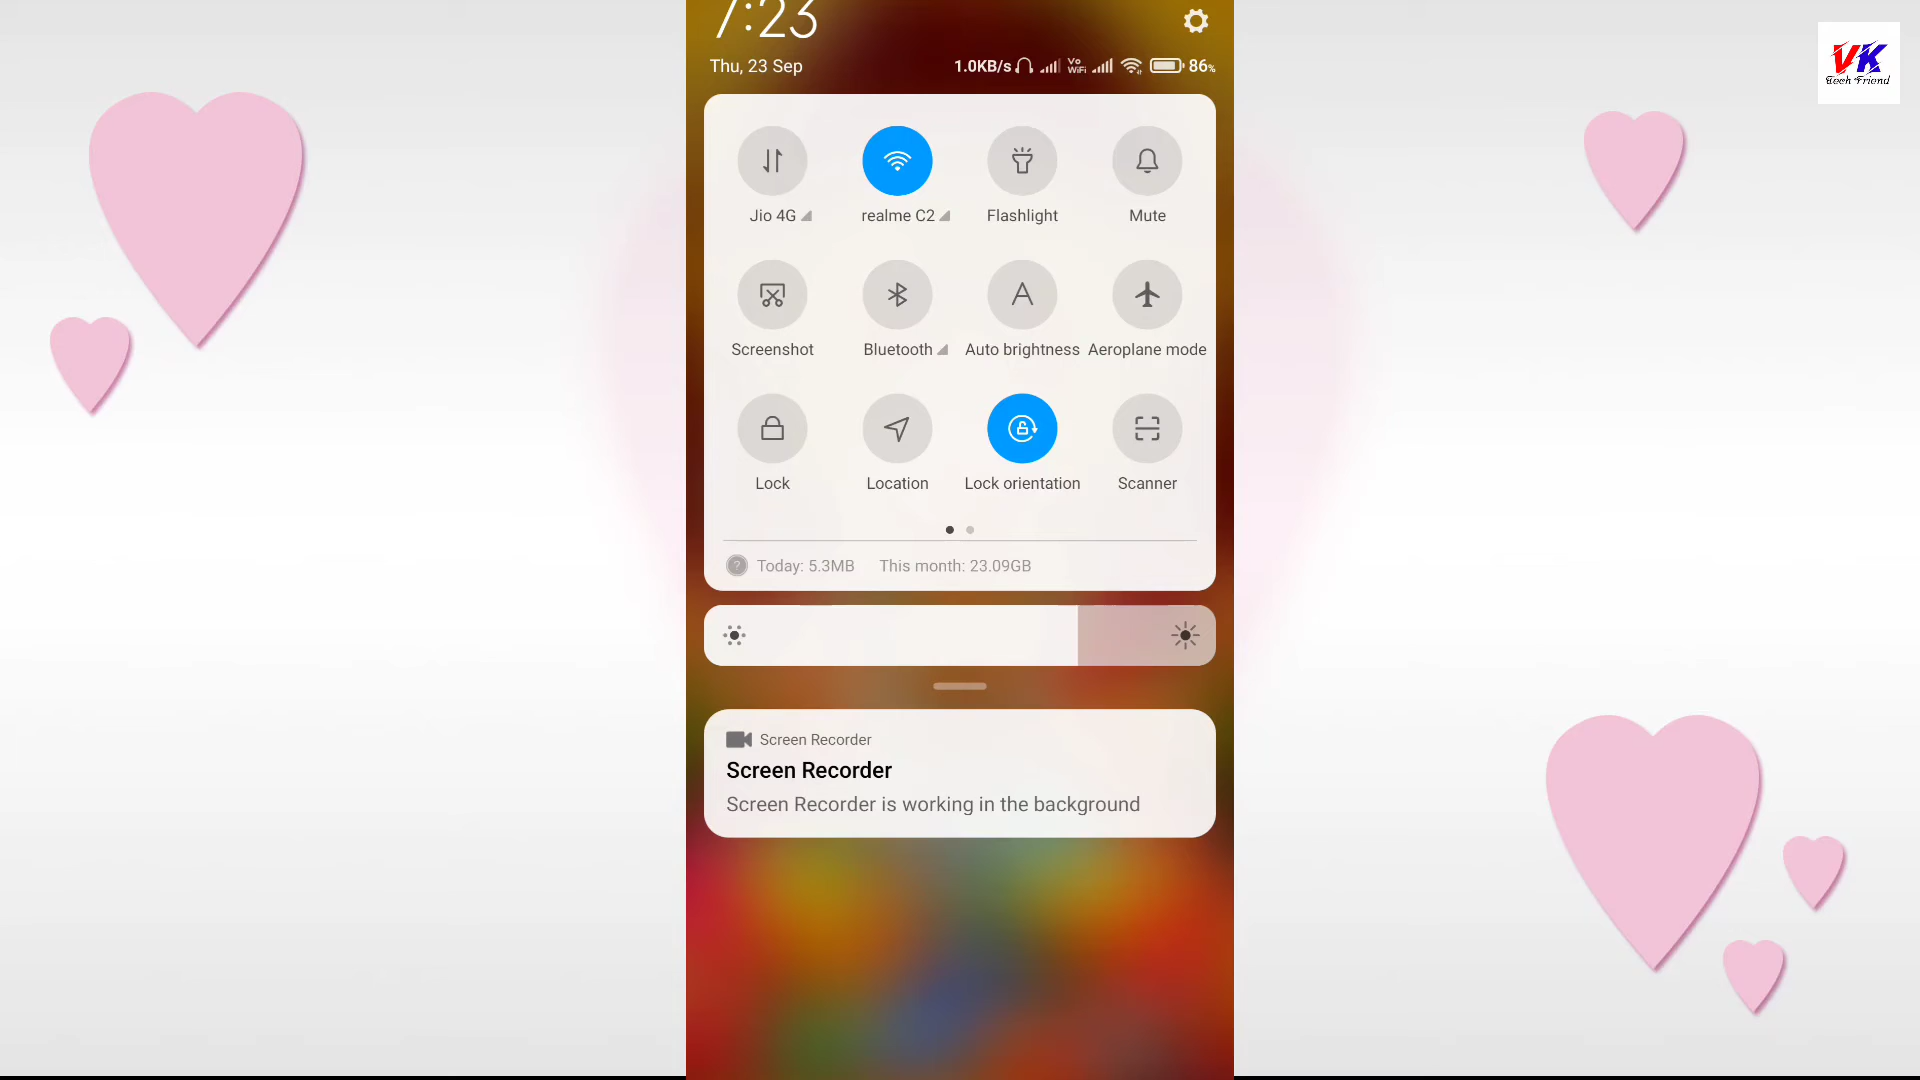 7:23
Thu, 23 Sep
1.0KB/s Vo WiFi 86%
VK
Tech Friend
Jio 4G
realme C2
Flashlight
Mute
Screenshot
Bluetooth
A
Auto brightness
Aeroplane mode
Lock
Location
Lock orientation
Scanner
? Today: 5.3MB This month: 23.09GB
Screen Recorder
Screen Recorder
Screen Recorder is working in the background